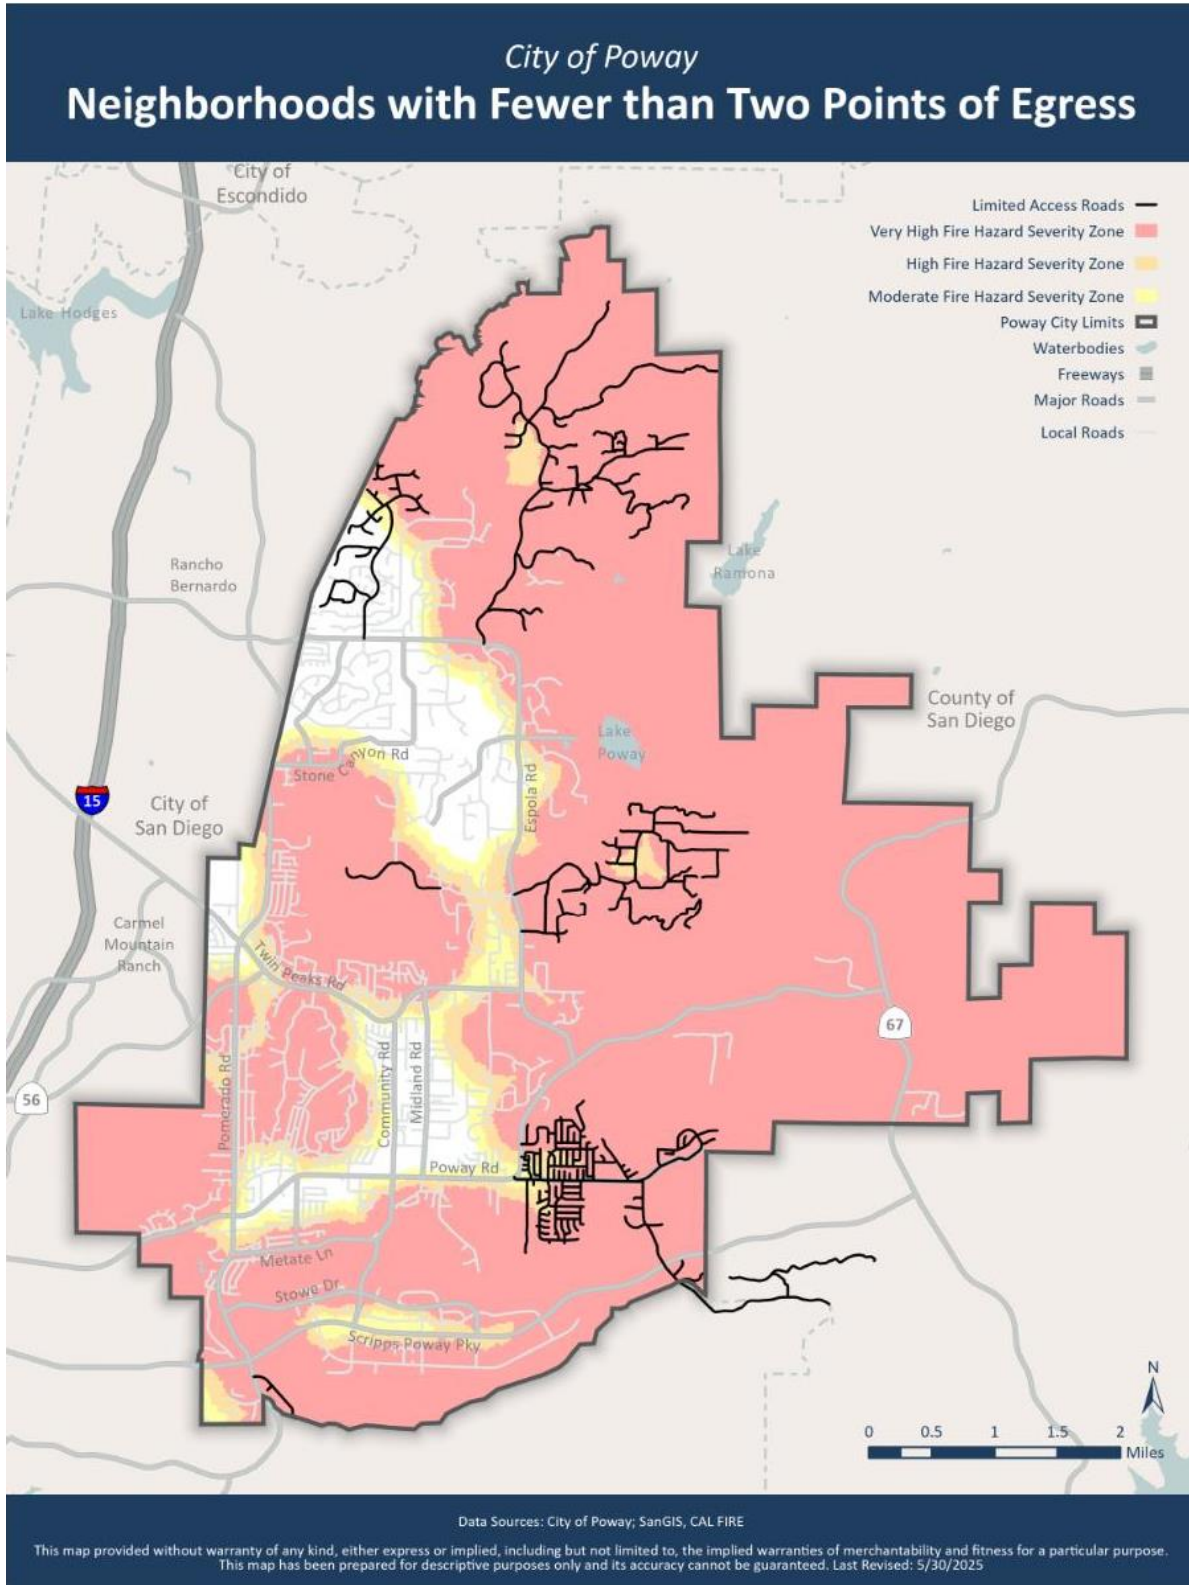 City of Poway
Neighborhoods with Fewer than Two Points of Egress
City of
Escondido
Limited Access Roads
Very High Fire Hazard Severity Zone
High Fire Hazard Severity Zone
Moderate Fire Hazard Severity Zone
Poway City Limits
Waterbodies
Freeways
Major Roads
Local Roads
Lake Hodges
Rancho
Bernardo
Lake
Ramona
County of
San Diego
Lake
Poway
Stone Canyon Rd
Espola Rd
15
City of
San Diego
Carmel
Mountain
Ranch
Twin Peaks Rd
67
56
Pomerado Rd
Community Rd
Midland Rd
Poway Rd
Metate Ln
Stowe Dr
Scripps Poway Pky
N
0 0.5 1 1.5 2
Miles
Data Sources: City of Poway; SanGIS, CAL FIRE
This map provided without warranty of any kind, either express or implied, including but not limited to, the implied warranties of merchantability and fitness for a particular purpose.
This map has been prepared for descriptive purposes only and its accuracy cannot be guaranteed. Last Revised: 5/30/2025